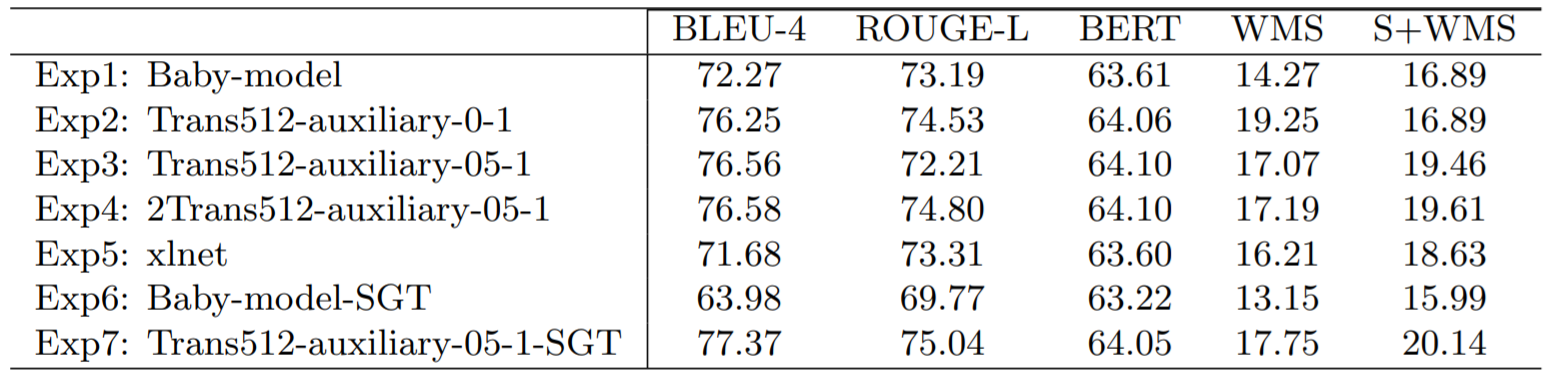 BLEU-4 ROUGE-L BERT WMS S+WMS
Exp1: Baby-model 72.27 73.19 63.61 14.27 16.89
Exp2: Trans512-auxiliary-0-1 76.25 74.53 64.06 19.25 16.89
Exp3: Trans512-auxiliary-05-1 76.56 72.21 64.10 17.07 19.46
Exp4: 2Trans512-auxiliary-05-1 76.58 74.80 64.10 17.19 19.61
Exp5: xlnet 71.68 73.31 63.60 16.21 18.63
Exp6: Baby-model-SGT 63.98 69.77 63.22 13.15 15.99
Exp7: Trans512-auxiliary-05-1-SGT 77.37 75.04 64.05 17.75 20.14